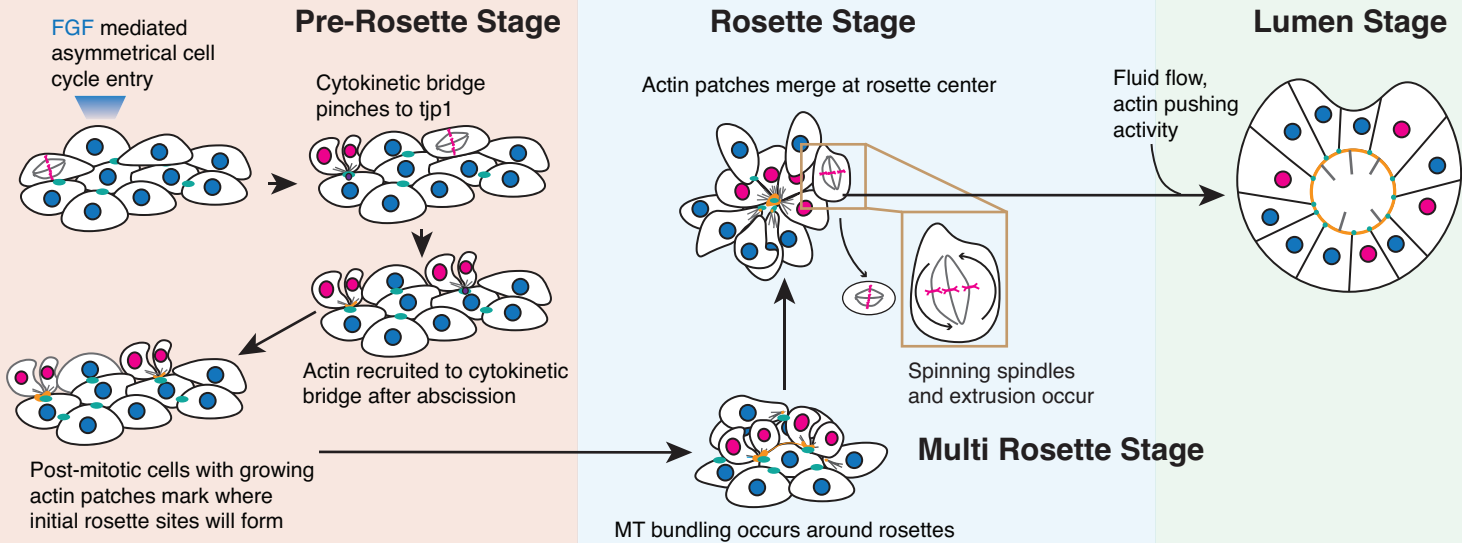 Pre-Rosette Stage
FGF mediated
asymmetrical cell
cycle entry
Cytokinetic bridge
pinches to tjp1
Actin recruited to cytokinetic
bridge after abscission
Post-mitotic cells with growing
actin patches mark where
initial rosette sites will form
Rosette Stage
Actin patches merge at rosette center
Spinning spindles
and extrusion occur
Multi Rosette Stage
MT bundling occurs around rosettes
Lumen Stage
Fluid flow,
actin pushing
activity